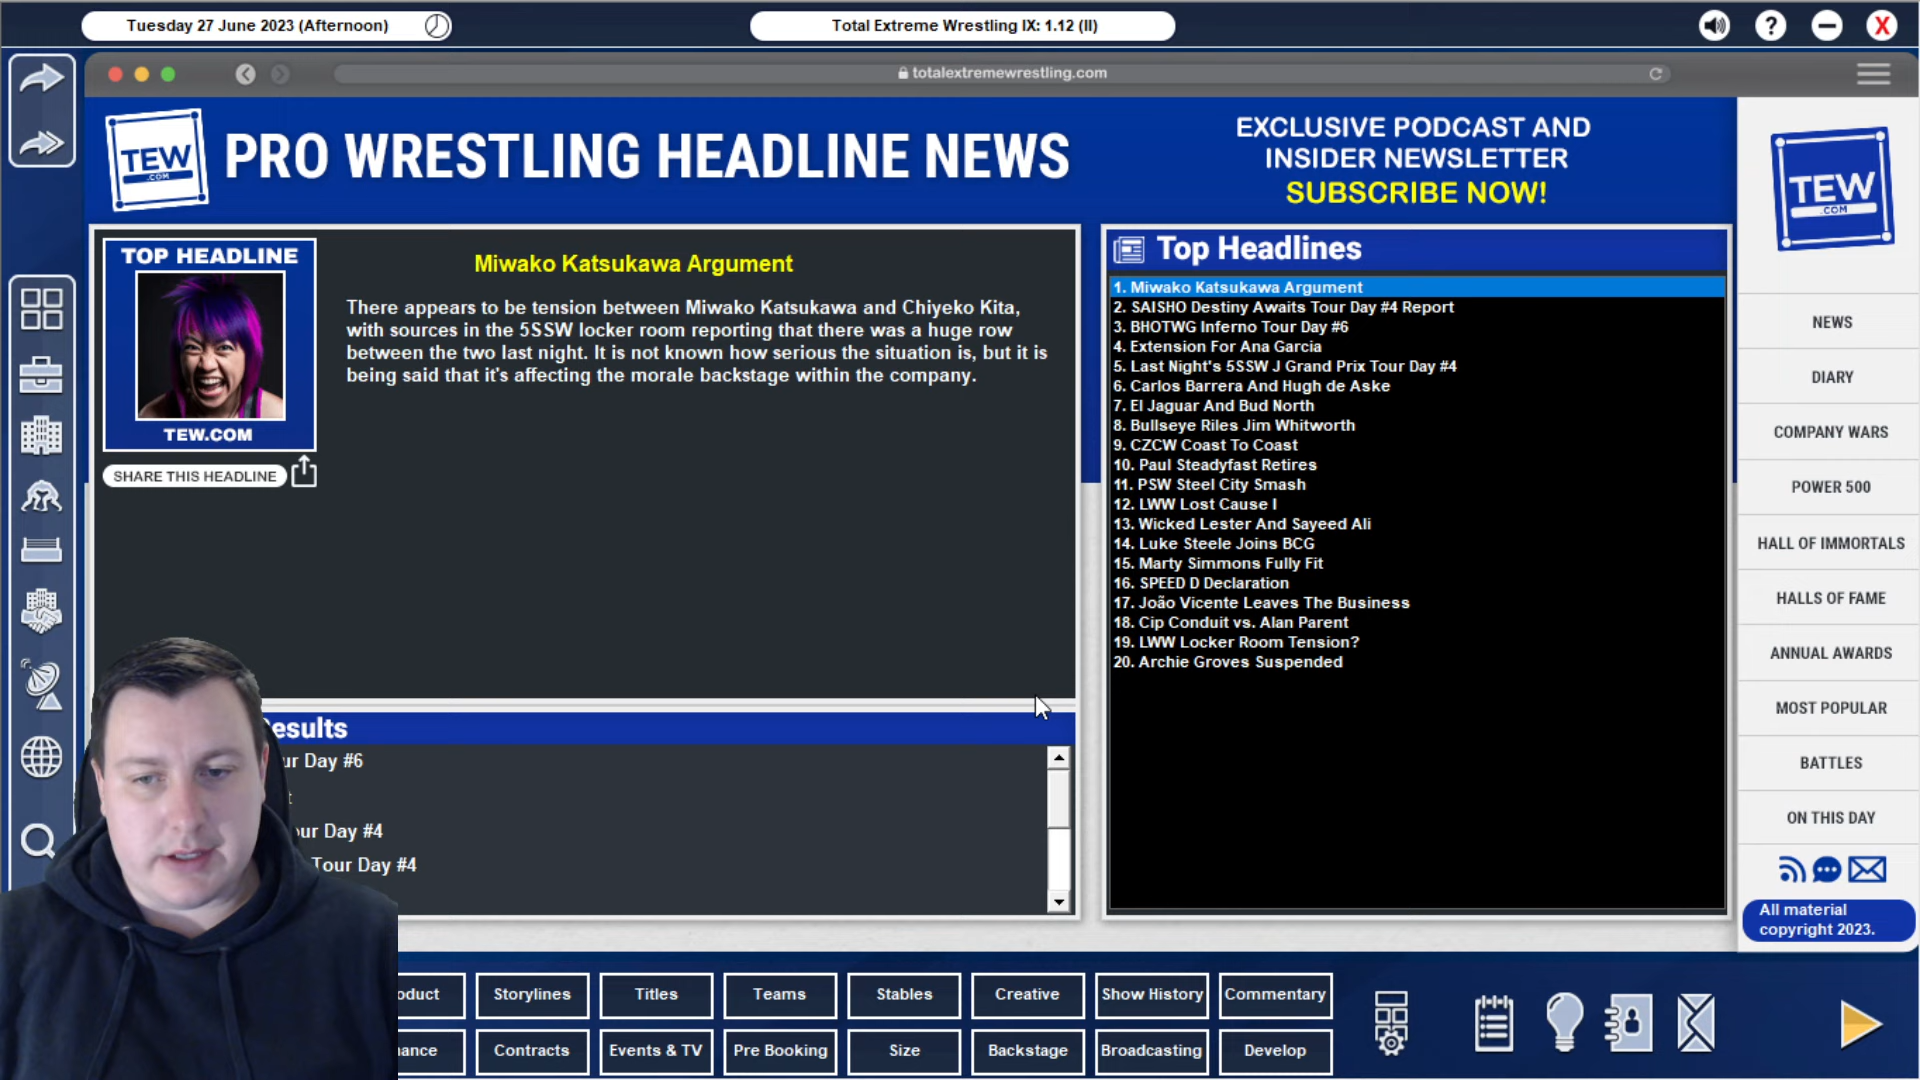 Tuesday 27 June 2023 (Afternoon)
Total Extreme Wrestling IX: 1.12 (II)
?
X
totalextremewrestling.com
TEW
.COM
PRO WRESTLING HEADLINE NEWS
EXCLUSIVE PODCAST AND
INSIDER NEWSLETTER
SUBSCRIBE NOW!
TEW
.COM
TOP HEADLINE
TEW.COM
SHARE THIS HEADLINE
Miwako Katsukawa Argument
There appears to be tension between Miwako Katsukawa and Chiyeko Kita,
with sources in the 5SSW locker room reporting that there was a huge row
between the two last night. It is not known how serious the situation is, but it is
being said that it's affecting the morale backstage within the company.
esults
ur Day #6
t
our Day #4
Tour Day #4
Top Headlines
1. Miwako Katsukawa Argument
2. SAISHO Destiny Awaits Tour Day #4 Report
3. BHOTWG Inferno Tour Day #6
4. Extension For Ana Garcia
5. Last Night's 5SSW J Grand Prix Tour Day #4
6. Carlos Barrera And Hugh de Aske
7. El Jaguar And Bud North
8. Bullseye Riles Jim Whitworth
9. CZCW Coast To Coast
10. Paul Steadyfast Retires
11. PSW Steel City Smash
12. LWW Lost Cause I
13. Wicked Lester And Sayeed Ali
14. Luke Steele Joins BCG
15. Marty Simmons Fully Fit
16. SPEED D Declaration
17. João Vicente Leaves The Business
18. Cip Conduit vs. Alan Parent
19. LWW Locker Room Tension?
20. Archie Groves Suspended
NEWS
DIARY
COMPANY WARS
POWER 500
HALL OF IMMORTALS
HALLS OF FAME
ANNUAL AWARDS
MOST POPULAR
BATTLES
ON THIS DAY
All material
copyright 2023.
oduct
Storylines
Titles
Teams
Stables
Creative
Show History
Commentary
ance
Contracts
Events & TV
Pre Booking
Size
Backstage
Broadcasting
Develop